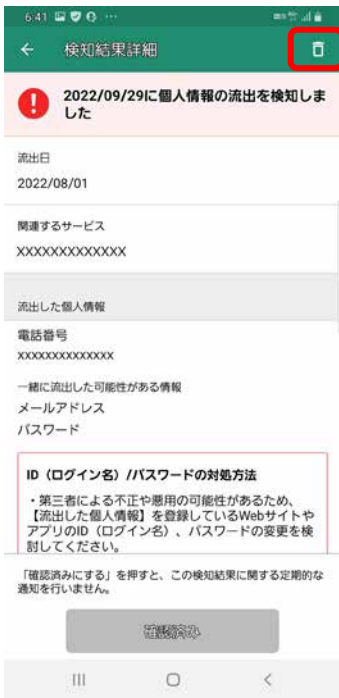 6:41
検知結果詳細
2022/09/29に個人情報の流出を検知しま
した
流出日
2022/08/01
関連するサービス
XXXXXXXXXXXXX
流出した個人情報
電話番号
xxxxxxxxxxxxxx
一緒に流出した可能性がある情報
メールアドレス
パスワード
ID（ログイン名）/パスワードの対処方法
・第三者による不正や悪用の可能性があるため、
【流出した個人情報】を登録しているWebサイトや
アプリのID（ログイン名）、パスワードの変更を検
討してください。
「確認済みにする」を押すと、この検知結果に関する定期的な
通知を行いません。
確認済み